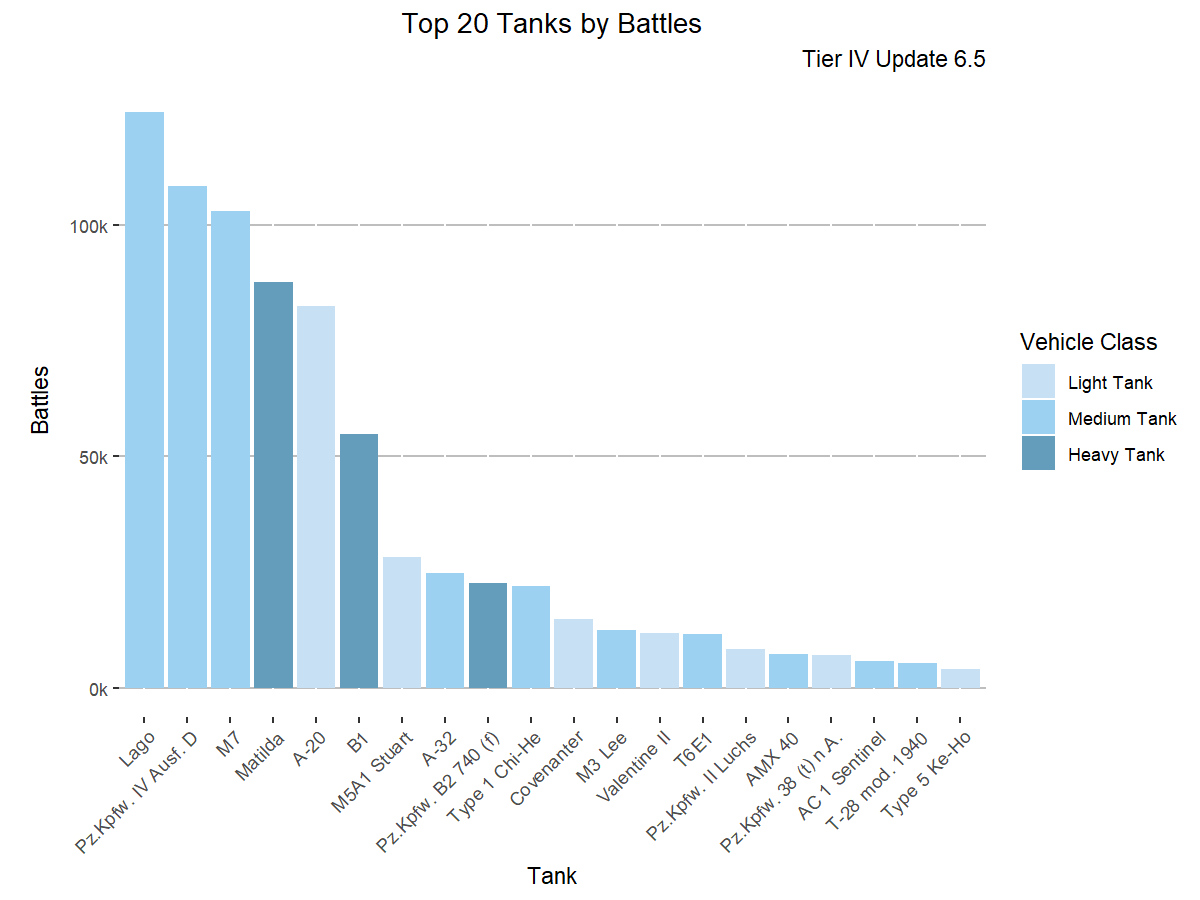 Top 20 Tanks by Battles
Tier IV Update 6.5
100k
50k
0k
Battles
Lago
Pz.Kpfw. IV Ausf. D
M7
Matilda
A-20
B1
M5A1 Stuart
A-32
Pz.Kpfw. B2 740 (f)
Type 1 Chi-He
Covenanter
M3 Lee
Valentine II
T6E1
Pz.Kpfw. II Luchs
AMX 40
Pz.Kpfw. 38 (t) n.A.
AC 1 Sentinel
T-28 mod. 1940
Type 5 Ke-Ho
Tank
Vehicle Class
Light Tank
Medium Tank
Heavy Tank